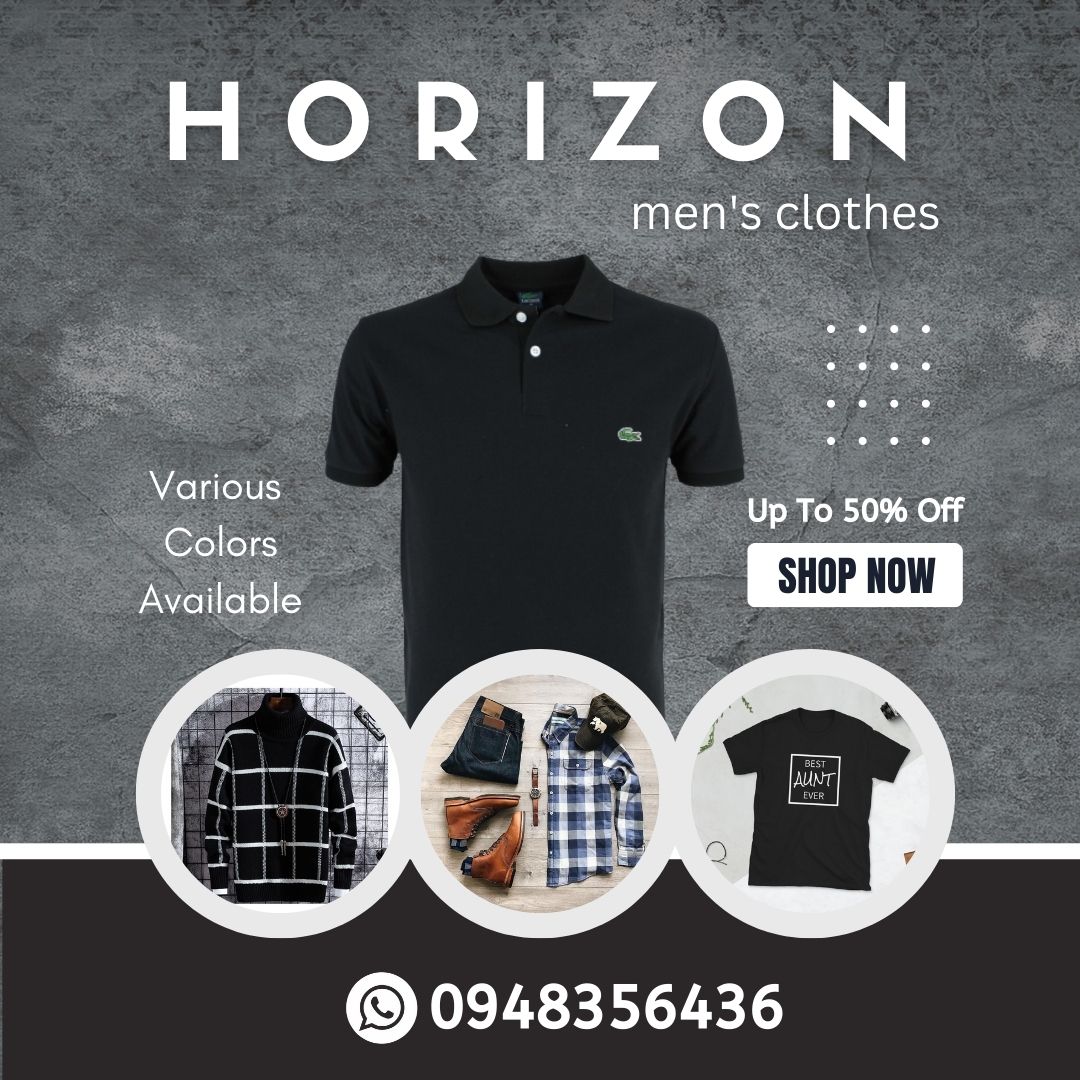 HORIZON
men's clothes
Various
Colors
Available
Up To 50% Off
SHOP NOW
BEST
AUNT
EVER
0948356436